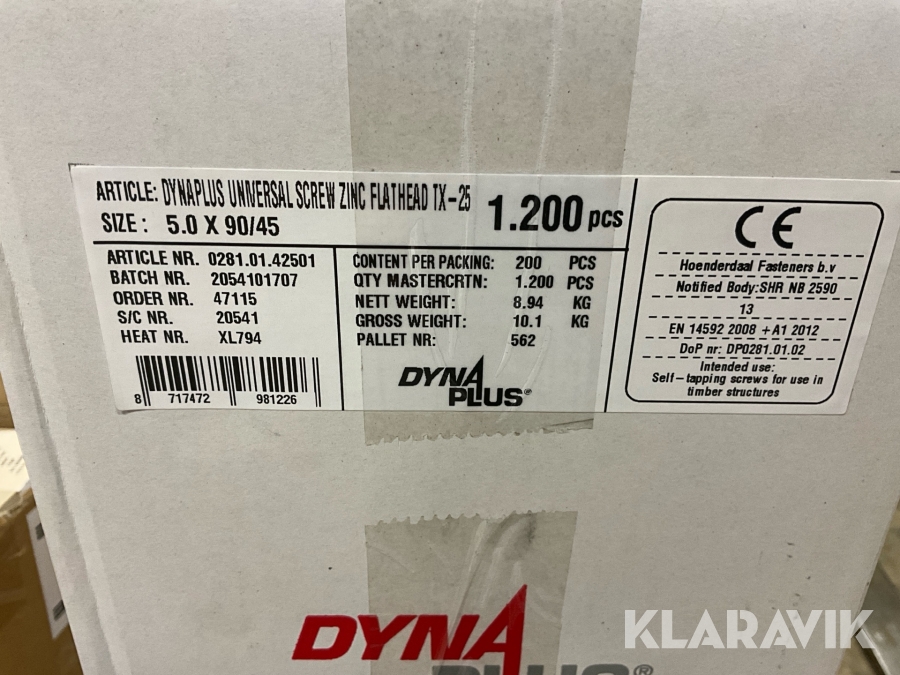 ARTICLE: DYNAPLUS UNIVERSAL SCREW ZINC FLATHEAD TX-25
SIZE: 5.0 X 90/45
1.200 pcs
ARTICLE NR. 0281.01.42501
BATCH NR. 2054101707
ORDER NR. 47115
S/C NR. 20541
HEAT NR. XL794
8 717472 981226
CONTENT PER PACKING: 200 PCS
QTY MASTERCRTN: 1.200 PCS
NETT WEIGHT: 8.94 KG
GROSS WEIGHT: 10.1 KG
PALLET NR: 562
DYNA
PLUS®
CE
Hoenderdaal Fasteners b.v
Notified Body:SHR NB 2590
13
EN 14592 2008 +A1 2012
DoP nr: DP0281.01.02
Intended use:
Self-tapping screws for use in
timber structures
DYNA
PLUS®
KLARAVIK